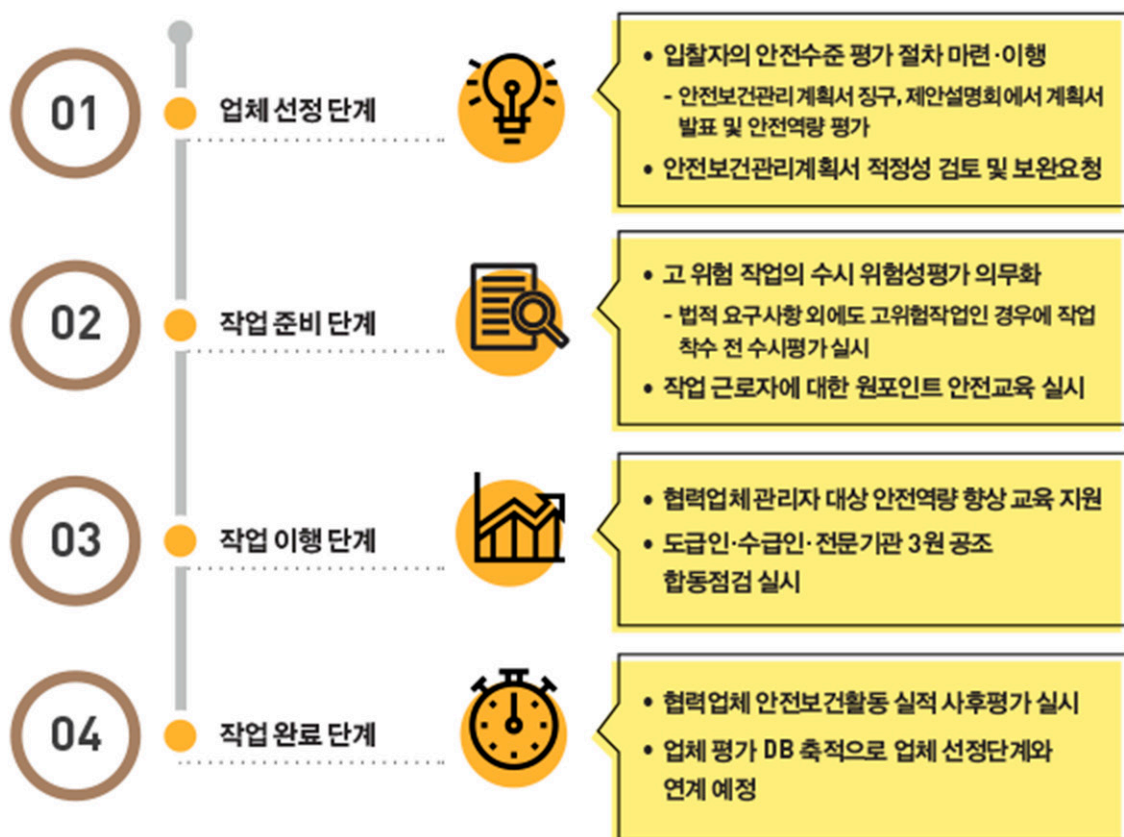 01
업체 선정 단계
• 입찰자의 안전수준 평가 절차 마련·이행
- 안전보건관리 계획서 징구, 제안설명회에서 계획서
발표 및 안전역량 평가
• 안전보건관리계획서 적정성 검토 및 보완요청
02
작업 준비 단계
• 고 위험 작업의 수시 위험성평가 의무화
- 법적 요구사항 외에도 고위험작업인 경우에 작업
착수 전 수시평가 실시
• 작업 근로자에 대한 원포인트 안전교육 실시
03
작업 이행 단계
• 협력업체 관리자 대상 안전역량 향상 교육 지원
• 도급인·수급인·전문기관 3원 공조
합동점검 실시
04
작업 완료 단계
• 협력업체 안전보건활동 실적 사후평가 실시
• 업체 평가 DB 축적으로 업체 선정단계와
연계 예정